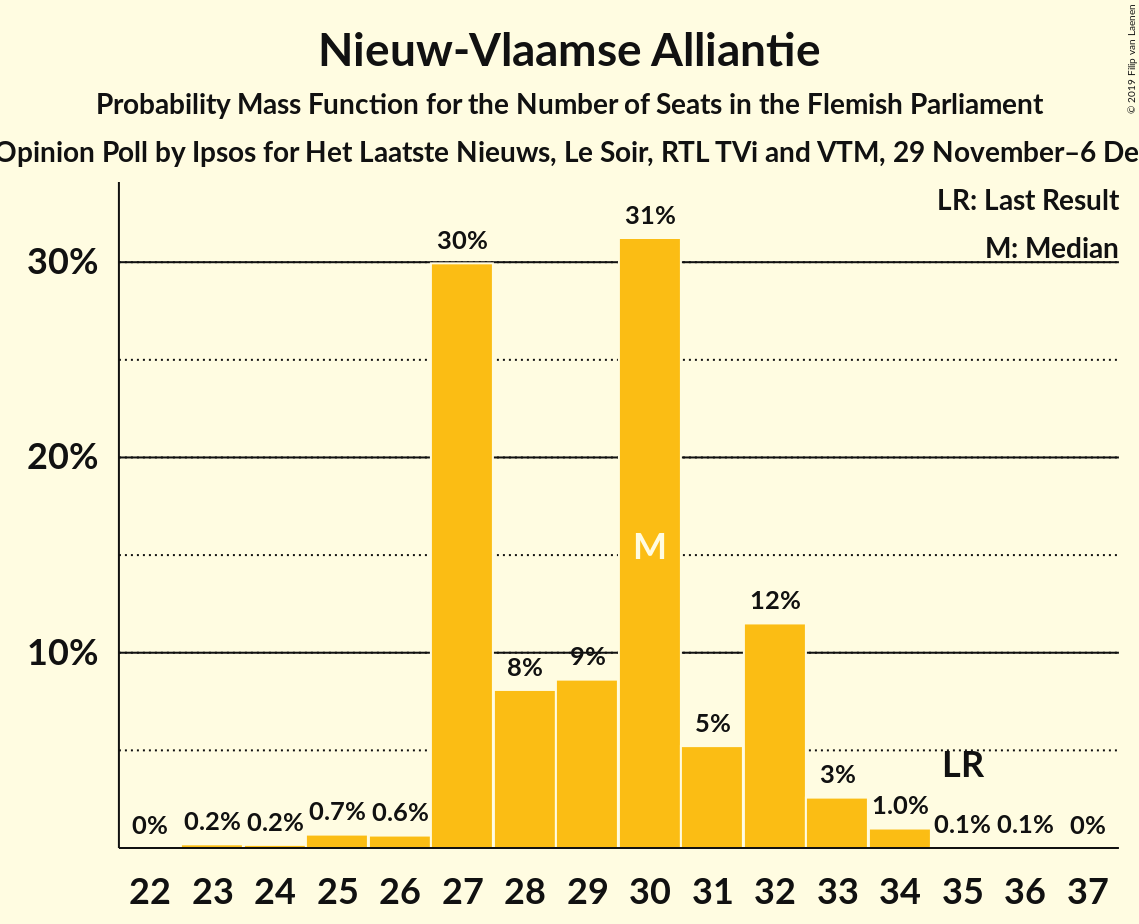 Nieuw-Vlaamse Alliantie
Probability Mass Function for the Number of Seats in the Flemish Parliament
Opinion Poll by Ipsos for Het Laatste Nieuws, Le Soir, RTL TVi and VTM, 29 November–6 De
© 2019 Filip van Laenen
LR: Last Result
M: Median
30%
20%
10%
0% 0.2% 0.2% 0.7% 0.6% 30% 8% 9% 31% 5% 12% 3% 1.0% 0.1% 0.1% 0%
M
LR
22 23 24 25 26 27 28 29 30 31 32 33 34 35 36 37